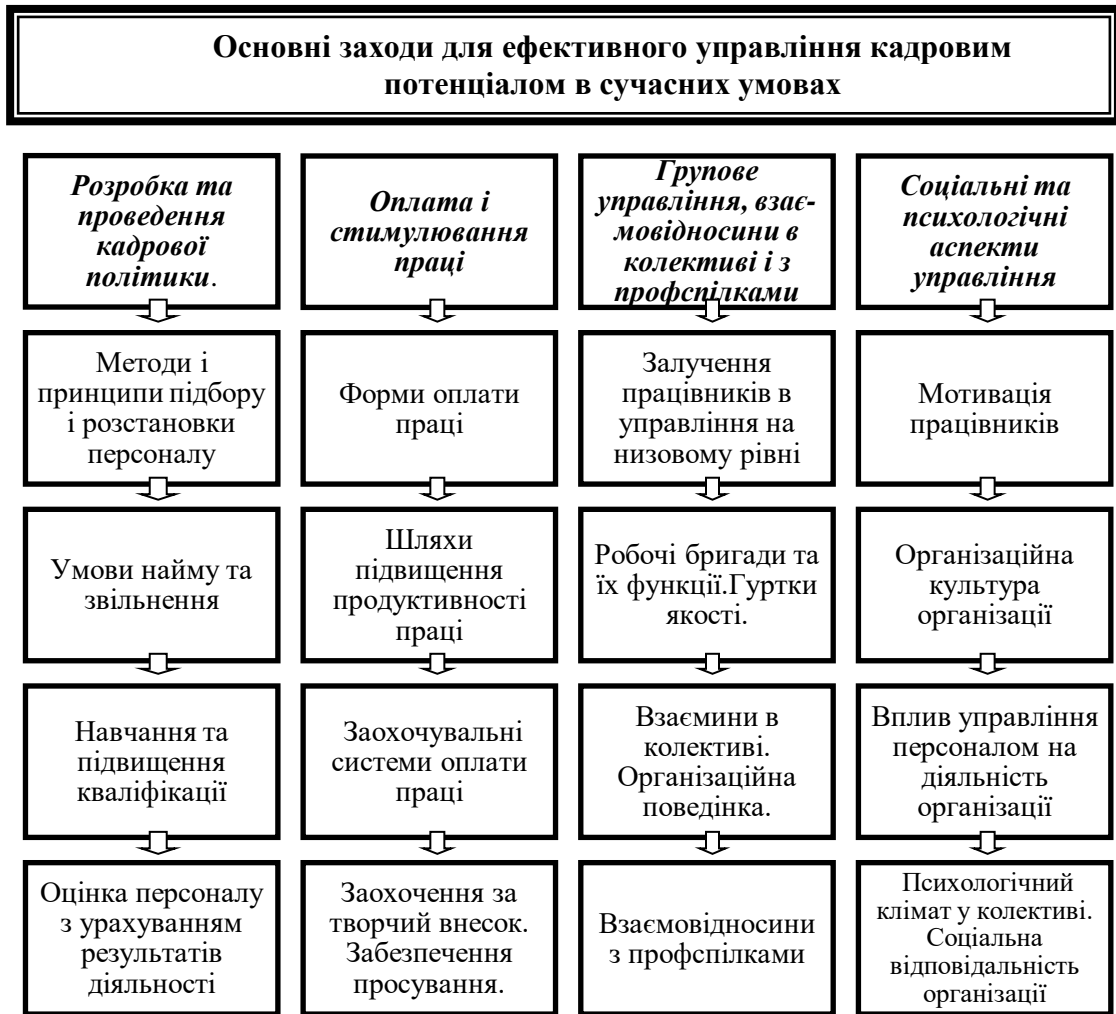 Основні заходи для ефективного управління кадровим
потенціалом в сучасних умовах
Розробка та
проведення
кадрової
політики.
Методи і
принципи підбору
і розстановки
персоналу
Умови найму та
звільнення
Навчання та
підвищення
кваліфікації
Оцінка персоналу
з урахуванням
результатів
діяльності
Оплата і
стимулювання
праці
Форми оплати
праці
Шляхи
підвищення
продуктивності
праці
Заохочувальні
системи оплати
праці
Заохочення за
творчий внесок.
Забезпечення
просування.
Групове
управління, взає-
мовідносини в
колективі і з
профспілками
Залучення
працівників в
управління на
низовому рівні
Робочі бригади та
їх функції.Гуртки
якості.
Взаємини в
колективі.
Організаційна
поведінка.
Взаємовідносини
з профспілками
Соціальні та
психологічні
аспекти
управління
Мотивація
працівників
Організаційна
культура
організації
Вплив управління
персоналом на
діяльність
організації
Психологічний
клімат у колективі.
Соціальна
відповідальність
організації